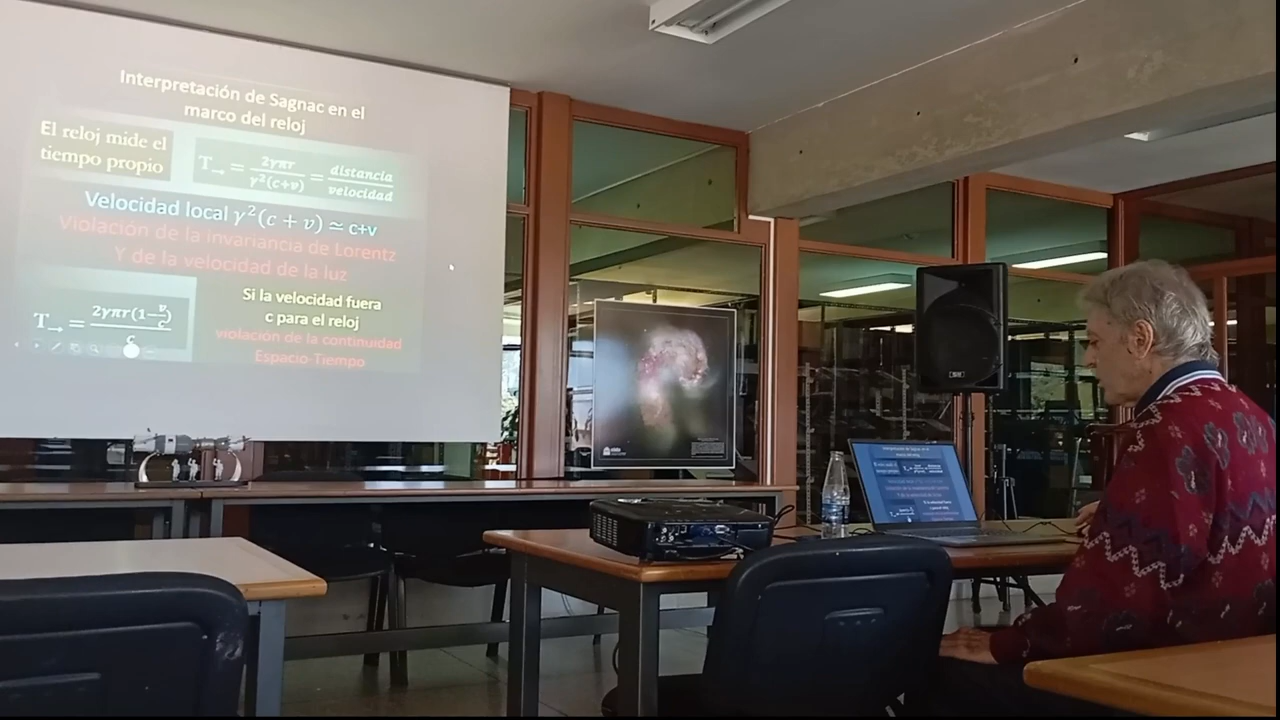 Interpretación de Sagnac en el
marco del reloj
El reloj mide el
tiempo propio
T→ = 2γπr / γ²(c+v) = distancia / velocidad
Velocidad local γ²(c + v) ≃ c+v
Violación de la invariancia de Lorentz
Y de la velocidad de la luz
T→ = 2γπr(1−v/c) / c
Si la velocidad fuera
c para el reloj
violación de la continuidad
Espacio-Tiempo